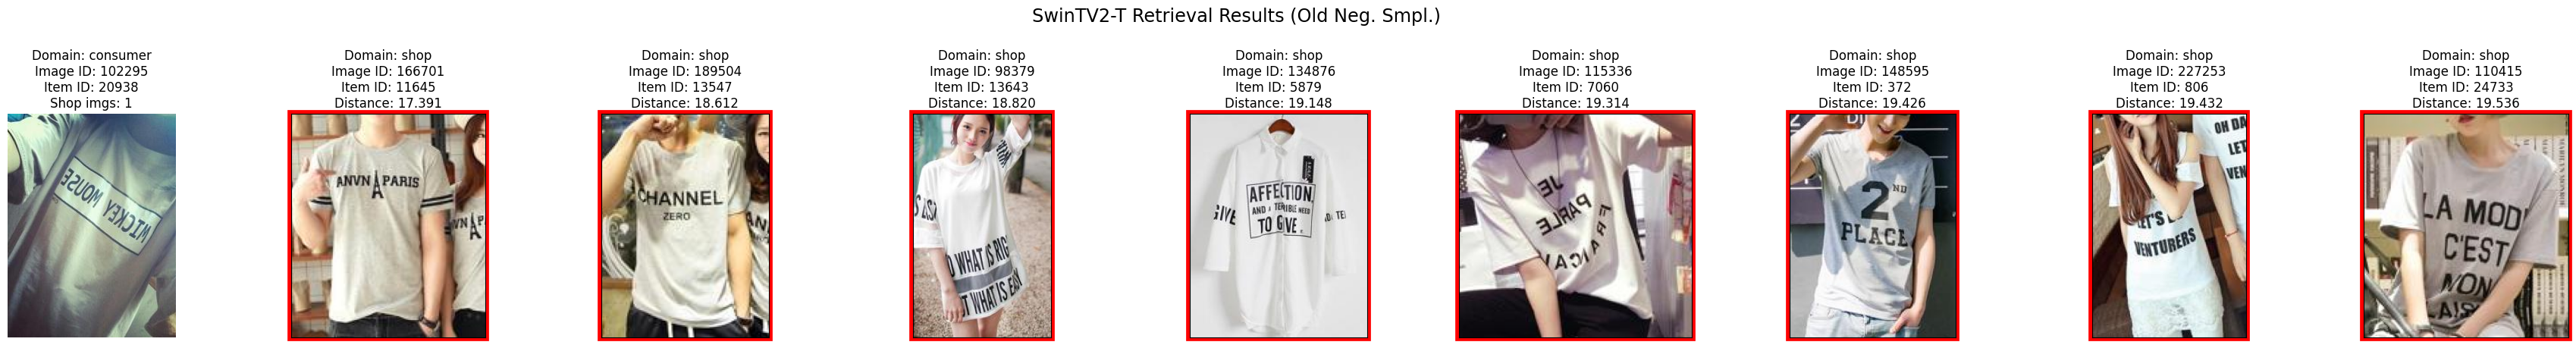 SwinTV2-T Retrieval Results (Old Neg. Smpl.)
Domain: consumer
Image ID: 102295
Item ID: 20938
Shop imgs: 1
MICKEY MOUSE
Domain: shop
Image ID: 166701
Item ID: 11645
Distance: 17.391
ANVN PARIS
Domain: shop
Image ID: 189504
Item ID: 13547
Distance: 18.612
CHANNEL
ZERO
Domain: shop
Image ID: 98379
Item ID: 13643
Distance: 18.820
O WHAT IS RIG
T WHAT IS EASY
Domain: shop
Image ID: 134876
Item ID: 5879
Distance: 19.148
AFFECTION.
AND A TERRIBLE NEED
TO GIVE
GIVE
Domain: shop
Image ID: 115336
Item ID: 7060
Distance: 19.314
JE
PARLE
Domain: shop
Image ID: 148595
Item ID: 372
Distance: 19.426
2ND
PLACE
Domain: shop
Image ID: 227253
Item ID: 806
Distance: 19.432
OH DA
LET
VEN
VENTURERS
Domain: shop
Image ID: 110415
Item ID: 24733
Distance: 19.536
LA MOD
C'EST
MON